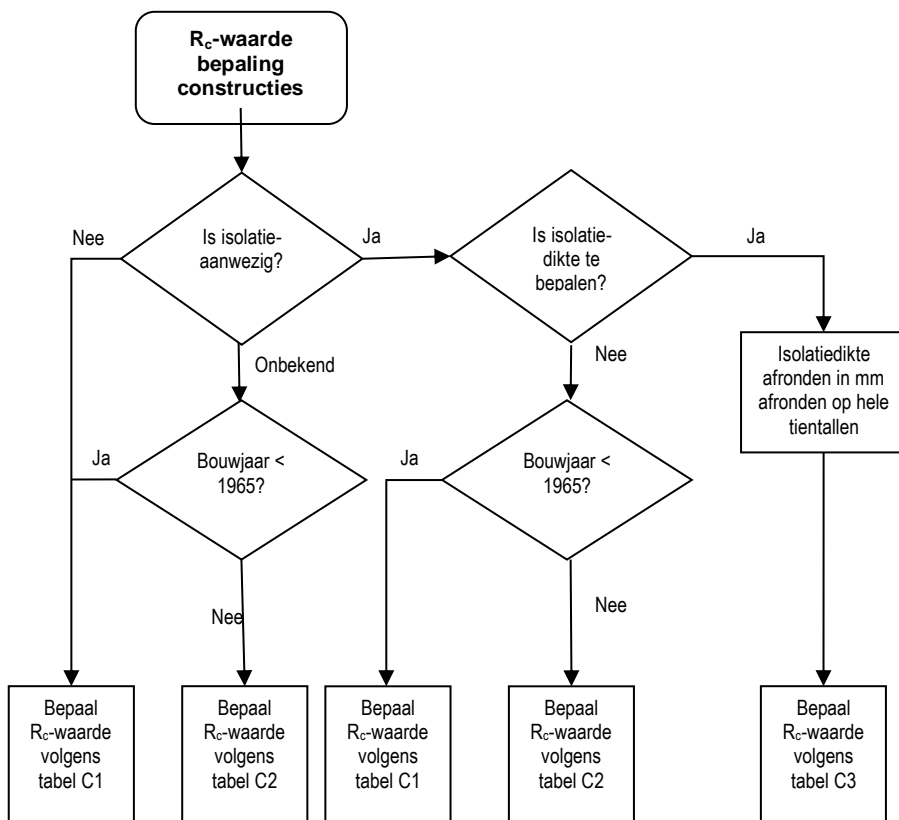 Rc-waarde
bepaling
constructies
Nee
Is isolatie-
aanwezig?
Ja
Is isolatie-
dikte te
bepalen?
Ja
Onbekend
Nee
Isolatiedikte
afronden in mm
afronden op hele
tientallen
Ja
Bouwjaar <
1965?
Ja
Bouwjaar <
1965?
Nee
Nee
Bepaal
Rc-waarde
volgens
tabel C1
Bepaal
Rc-waarde
volgens
tabel C2
Bepaal
Rc-waarde
volgens
tabel C1
Bepaal
Rc-waarde
volgens
tabel C2
Bepaal
Rc-waarde
volgens
tabel C3